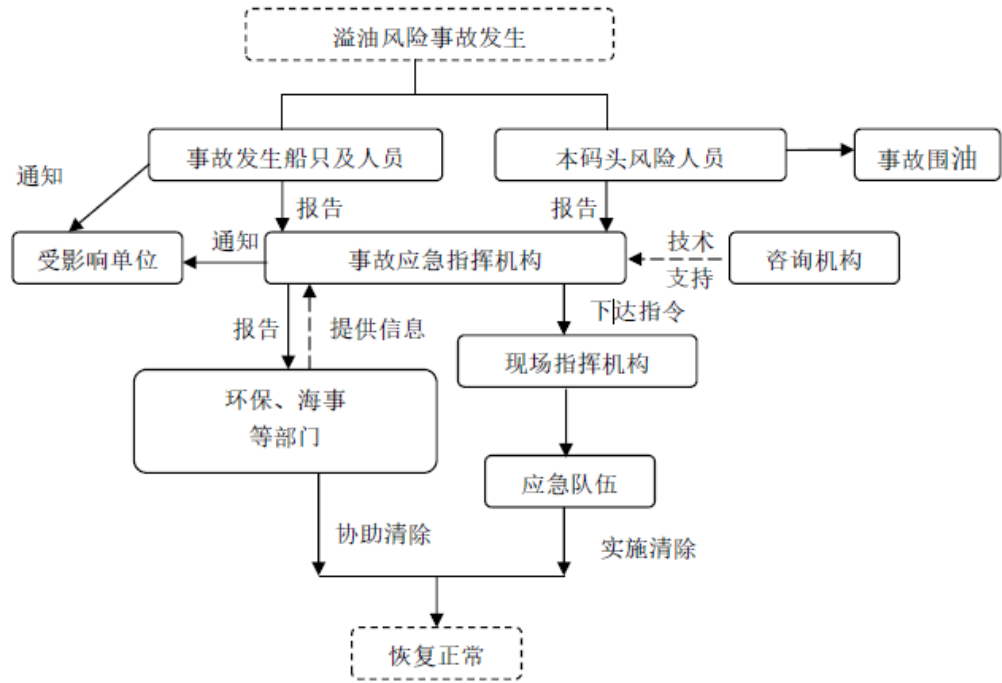 溢油风险事故发生
事故发生船只及人员
本码头风险人员
事故围油
通知
报告
报告
受影响单位
通知
事故应急指挥机构
技术
支持
咨询机构
报告
提供信息
下达指令
现场指挥机构
环保、海事
等部门
应急队伍
协助清除
实施清除
恢复正常